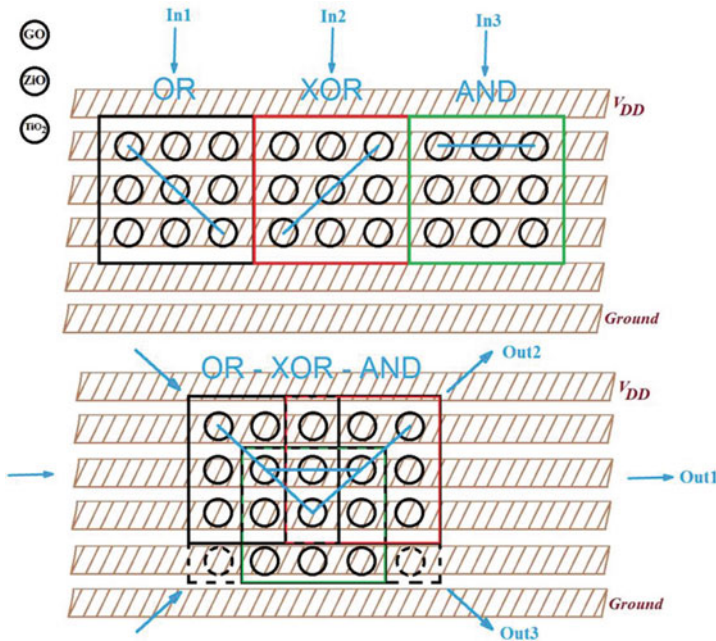 GO
ZiO
TiO2
In1
In2
In3
OR
XOR
AND
VDD
Ground
OR - XOR - AND
Out2
VDD
Out1
Ground
Out3